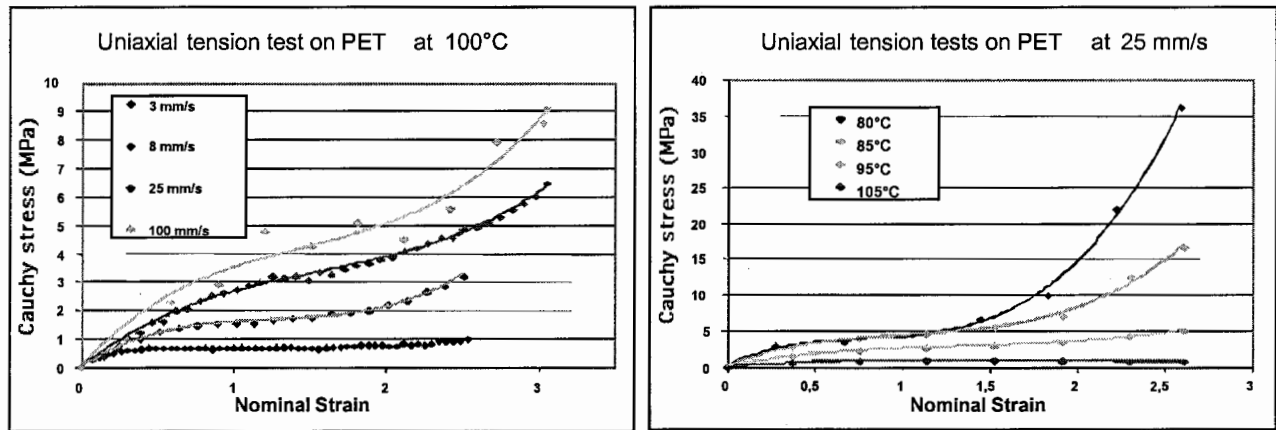 Uniaxial tension test on PET at 100°C
Cauchy stress (MPa)
10
9
8
7
6
5
4
3
2
1
0
3 mm/s
8 mm/s
25 mm/s
100 mm/s
0 1 2 3
Nominal Strain
Uniaxial tension tests on PET at 25 mm/s
Cauchy stress (MPa)
40
35
30
25
20
15
10
5
0
80°C
85°C
95°C
105°C
0 0,5 1 1,5 2 2,5 3
Nominal Strain